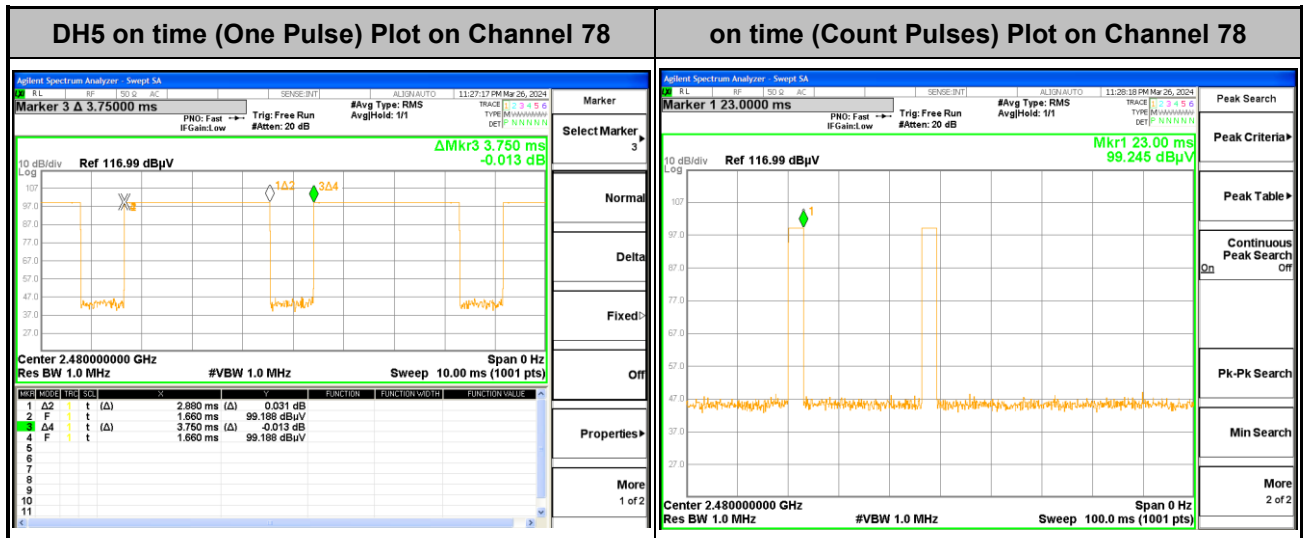 DH5 on time (One Pulse) Plot on Channel 78
on time (Count Pulses) Plot on Channel 78
Agilent Spectrum Analyzer - Swept SA
RL RF 50 Ω AC SENSE:INT ALIGNAUTO 11:27:17 PM Mar 26, 2024
Marker 3 Δ 3.75000 ms
PNO: Fast
IFGain:Low
Trig: Free Run
#Atten: 20 dB
#Avg Type: RMS
Avg|Hold: 1/1
TRACE 1 2 3 4 5 6
TYPE M
DET P N N N N N
ΔMkr3 3.750 ms
-0.013 dB
10 dB/div Ref 116.99 dBµV
Log
107
97.0
87.0
77.0
67.0
57.0
47.0
37.0
27.0
1Δ2
3Δ4
Center 2.480000000 GHz Span 0 Hz
Res BW 1.0 MHz #VBW 1.0 MHz Sweep 10.00 ms (1001 pts)
MKR MODE TRC SCL X Y FUNCTION FUNCTION WIDTH FUNCTION VALUE
1 Δ2 1 t (Δ) 2.880 ms (Δ) 0.031 dB
2 F 1 t 1.660 ms 99.188 dBµV
3 Δ4 1 t (Δ) 3.750 ms (Δ) -0.013 dB
4 F 1 t 1.660 ms 99.188 dBµV
5
6
7
8
9
10
11
Marker
Select Marker
3
Normal
Delta
Fixed
Off
Properties
More
1 of 2
Agilent Spectrum Analyzer - Swept SA
RL RF 50 Ω AC SENSE:INT ALIGNAUTO 11:28:18 PM Mar 26, 2024
Marker 1 23.0000 ms
PNO: Fast
IFGain:Low
Trig: Free Run
#Atten: 20 dB
#Avg Type: RMS
Avg|Hold: 1/1
TRACE 1 2 3 4 5 6
TYPE M
DET P N N N N N
Mkr1 23.00 ms
99.245 dBµV
10 dB/div Ref 116.99 dBµV
Log
107
97.0
87.0
77.0
67.0
57.0
47.0
37.0
27.0
1
Center 2.480000000 GHz Span 0 Hz
Res BW 1.0 MHz #VBW 1.0 MHz Sweep 100.0 ms (1001 pts)
Peak Search
Peak Criteria
Peak Table
Continuous
Peak Search
On Off
Pk-Pk Search
Min Search
More
2 of 2